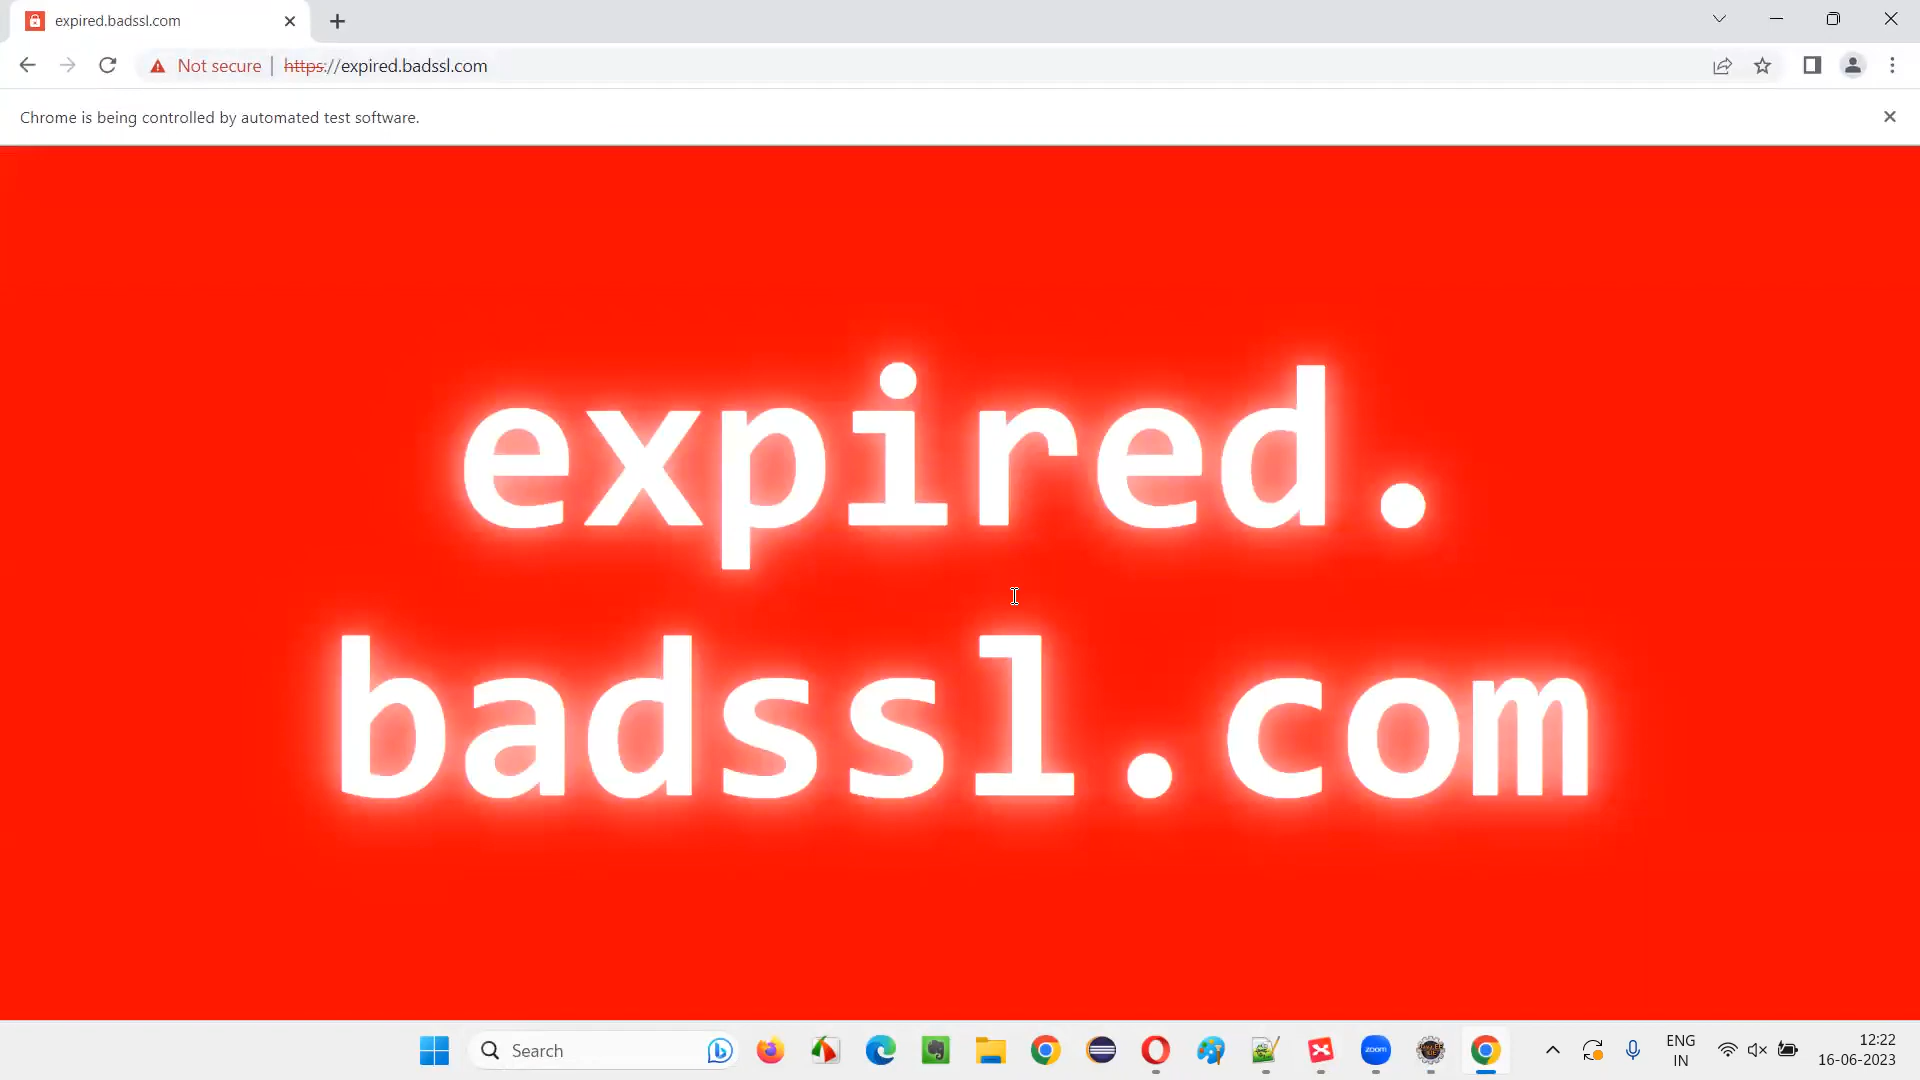 expired.badssl.com
Not secure
https://expired.badssl.com
Chrome is being controlled by automated test software.
expired.
badssl.com
Search
zoom
ENG
IN
12:22
16-06-2023